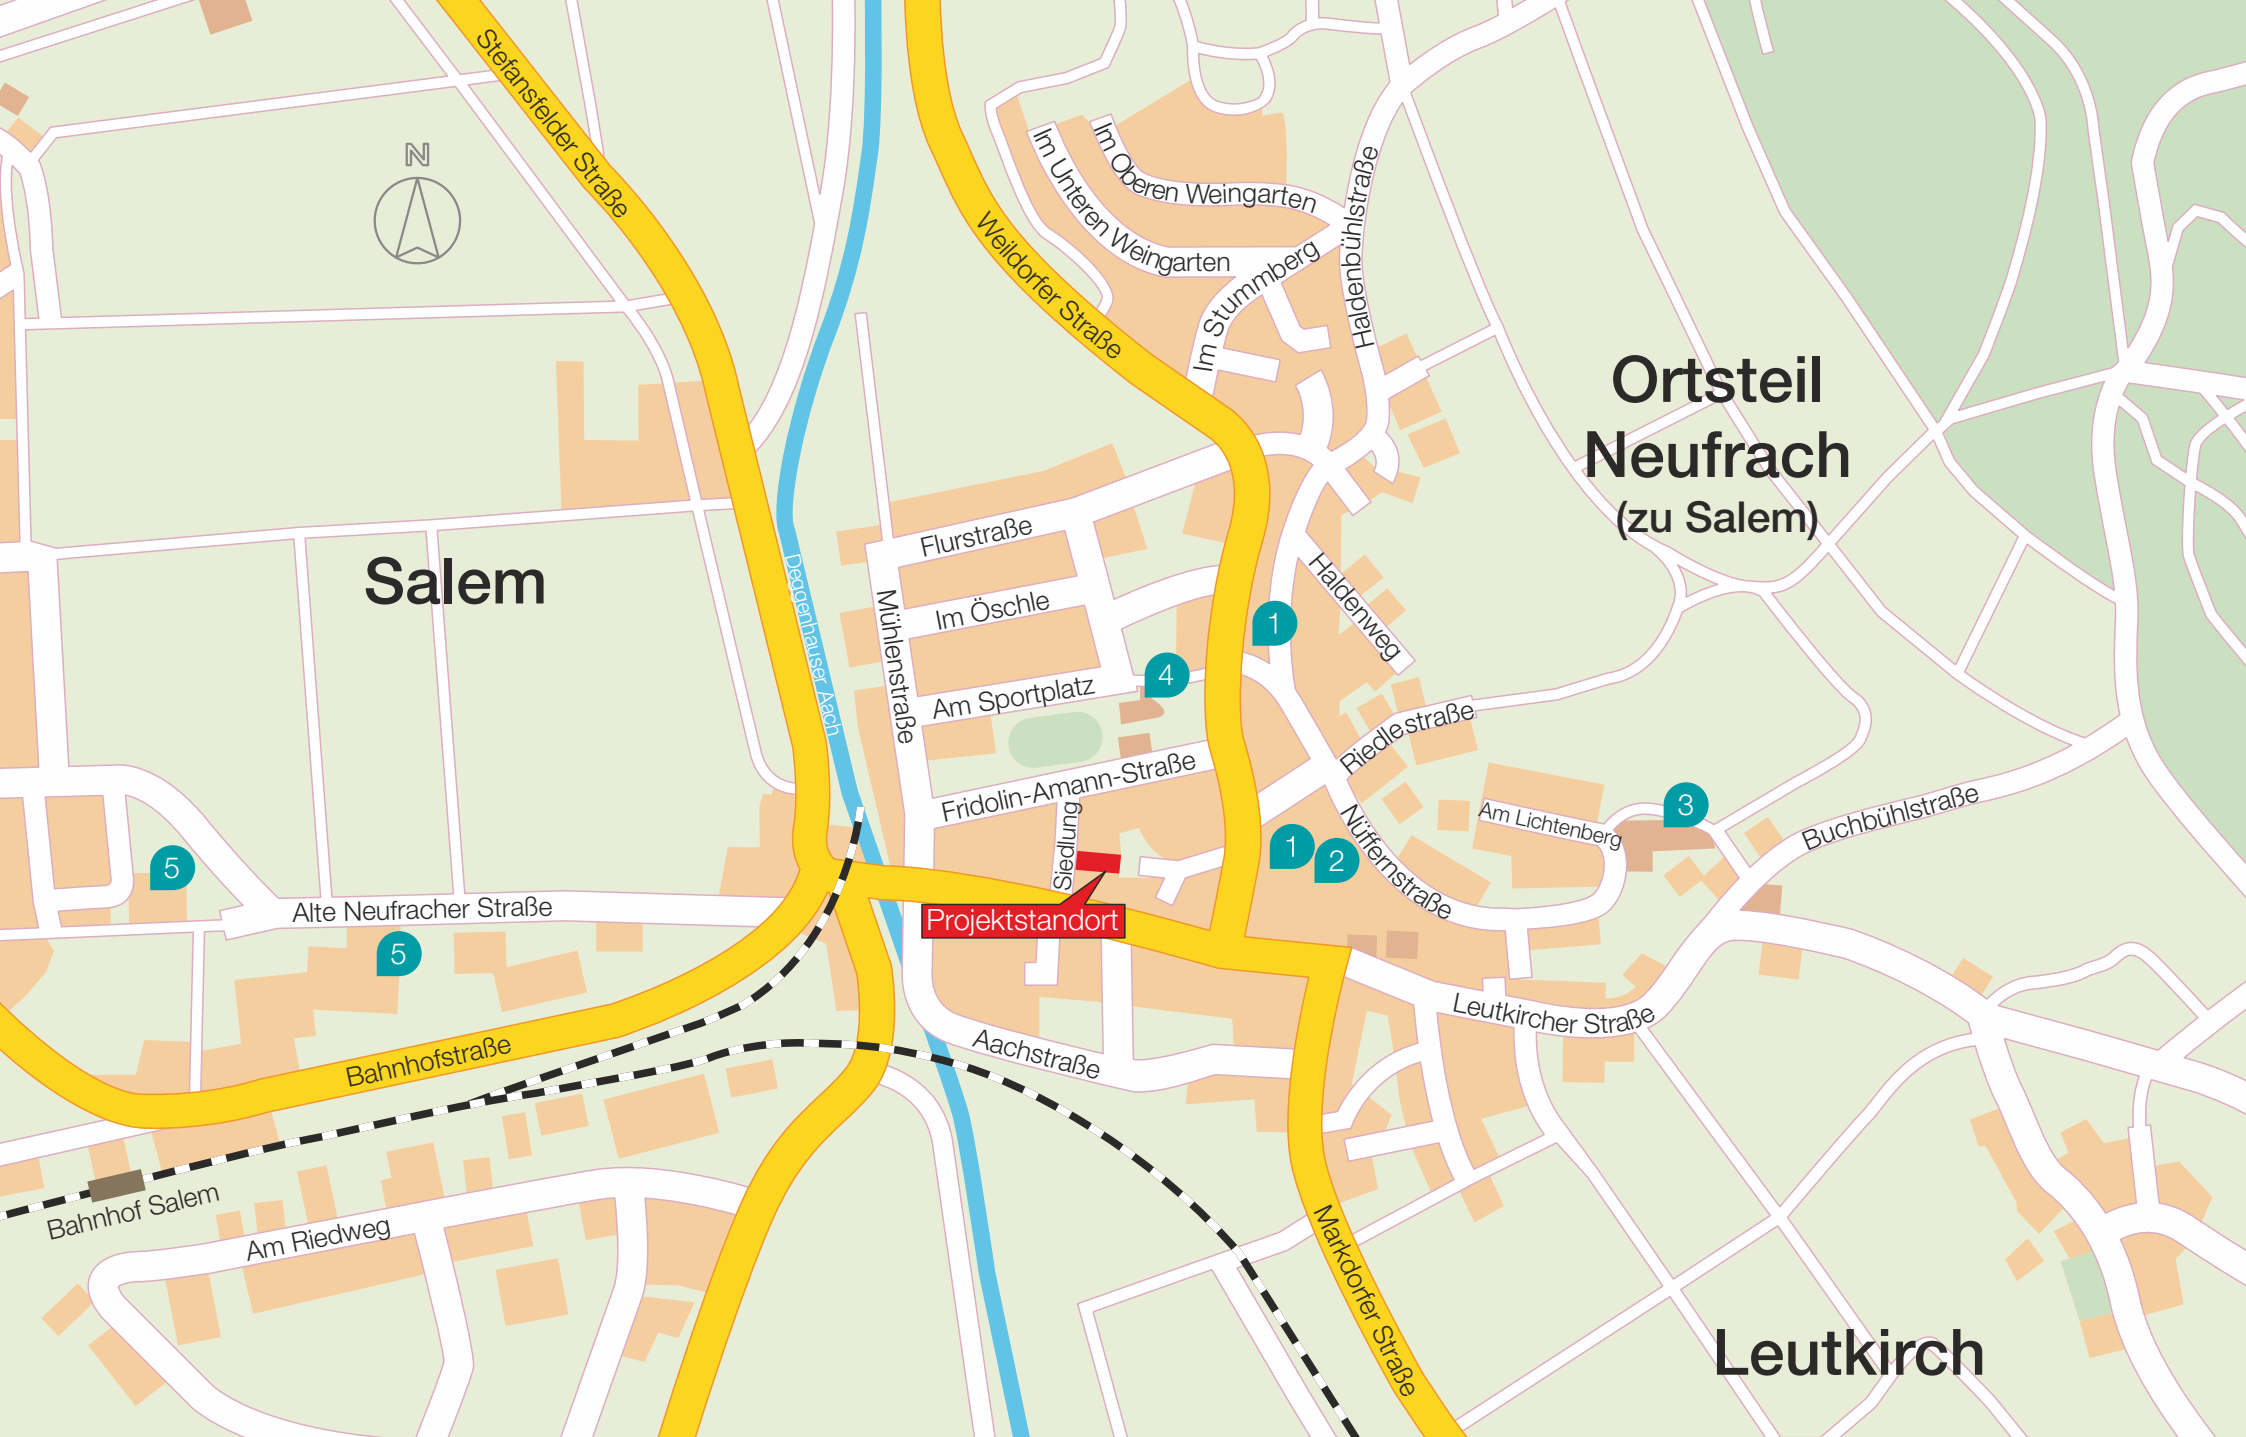 Stefansfelder Straße
N
Im Oberen Weingarten
Im Unteren Weingarten
Haldenbühlstraße
Weildorfer Straße
Im Stummberg
Ortsteil
Neufrach
(zu Salem)
Salem
Flurstraße
Deggenhauser Aach
Im Öschle
Mühlenstraße
Haldenweg
1
4
Am Sportplatz
Riedlestraße
Fridolin-Amann-Straße
3
Am Lichtenberg
Buchbühlstraße
Nüffernstraße
1
2
Siedlung
5
Alte Neufracher Straße
Projektstandort
5
Leutkircher Straße
Bahnhofstraße
Aachstraße
Bahnhof Salem
Am Riedweg
Markdorfer Straße
Leutkirch